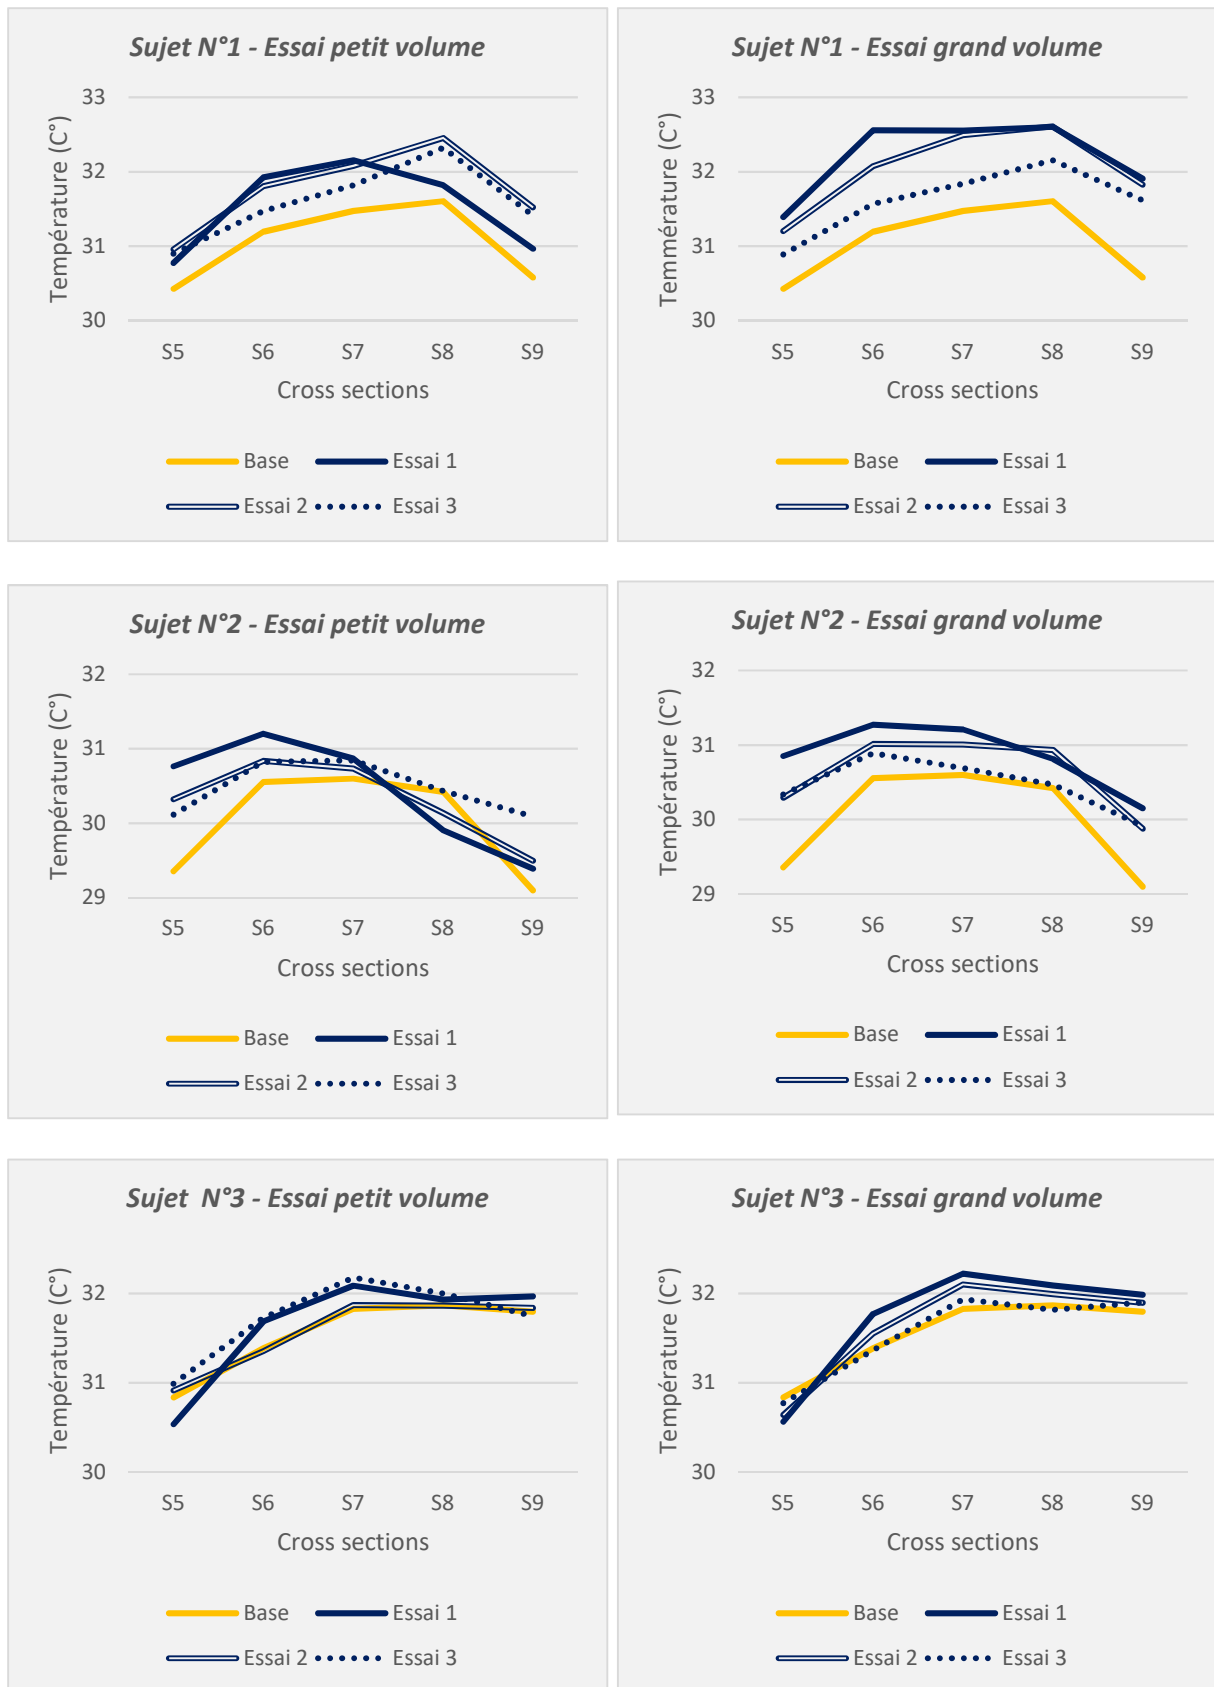 Sujet N°1 - Essai petit volume
Température (C°)
33
32
31
30
S5 S6 S7 S8 S9
Cross sections
Base Essai 1
Essai 2 Essai 3
Sujet N°1 - Essai grand volume
Temmérature (C°)
33
32
31
30
S5 S6 S7 S8 S9
Cross sections
Base Essai 1
Essai 2 Essai 3
Sujet N°2 - Essai petit volume
Température (C°)
32
31
30
29
S5 S6 S7 S8 S9
Cross sections
Base Essai 1
Essai 2 Essai 3
Sujet N°2 - Essai grand volume
Température (C°)
32
31
30
29
S5 S6 S7 S8 S9
Cross sections
Base Essai 1
Essai 2 Essai 3
Sujet N°3 - Essai petit volume
Température (C°)
32
31
30
S5 S6 S7 S8 S9
Cross sections
Base Essai 1
Essai 2 Essai 3
Sujet N°3 - Essai grand volume
Température (C°)
32
31
30
S5 S6 S7 S8 S9
Cross sections
Base Essai 1
Essai 2 Essai 3